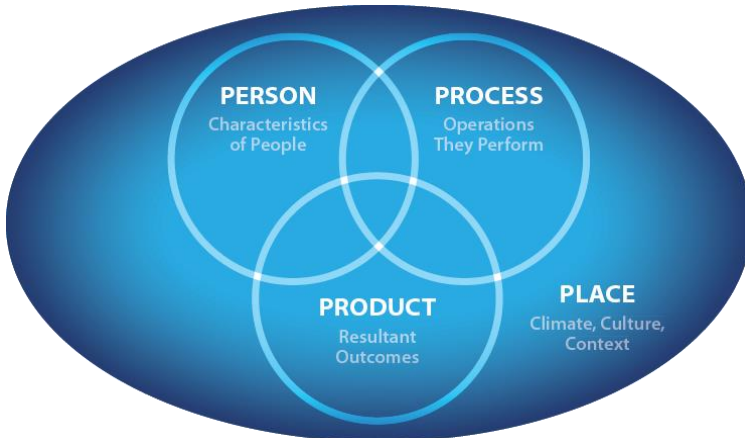 PERSON
Characteristics
of People
PROCESS
Operations
They Perform
PRODUCT
Resultant
Outcomes
PLACE
Climate, Culture,
Context